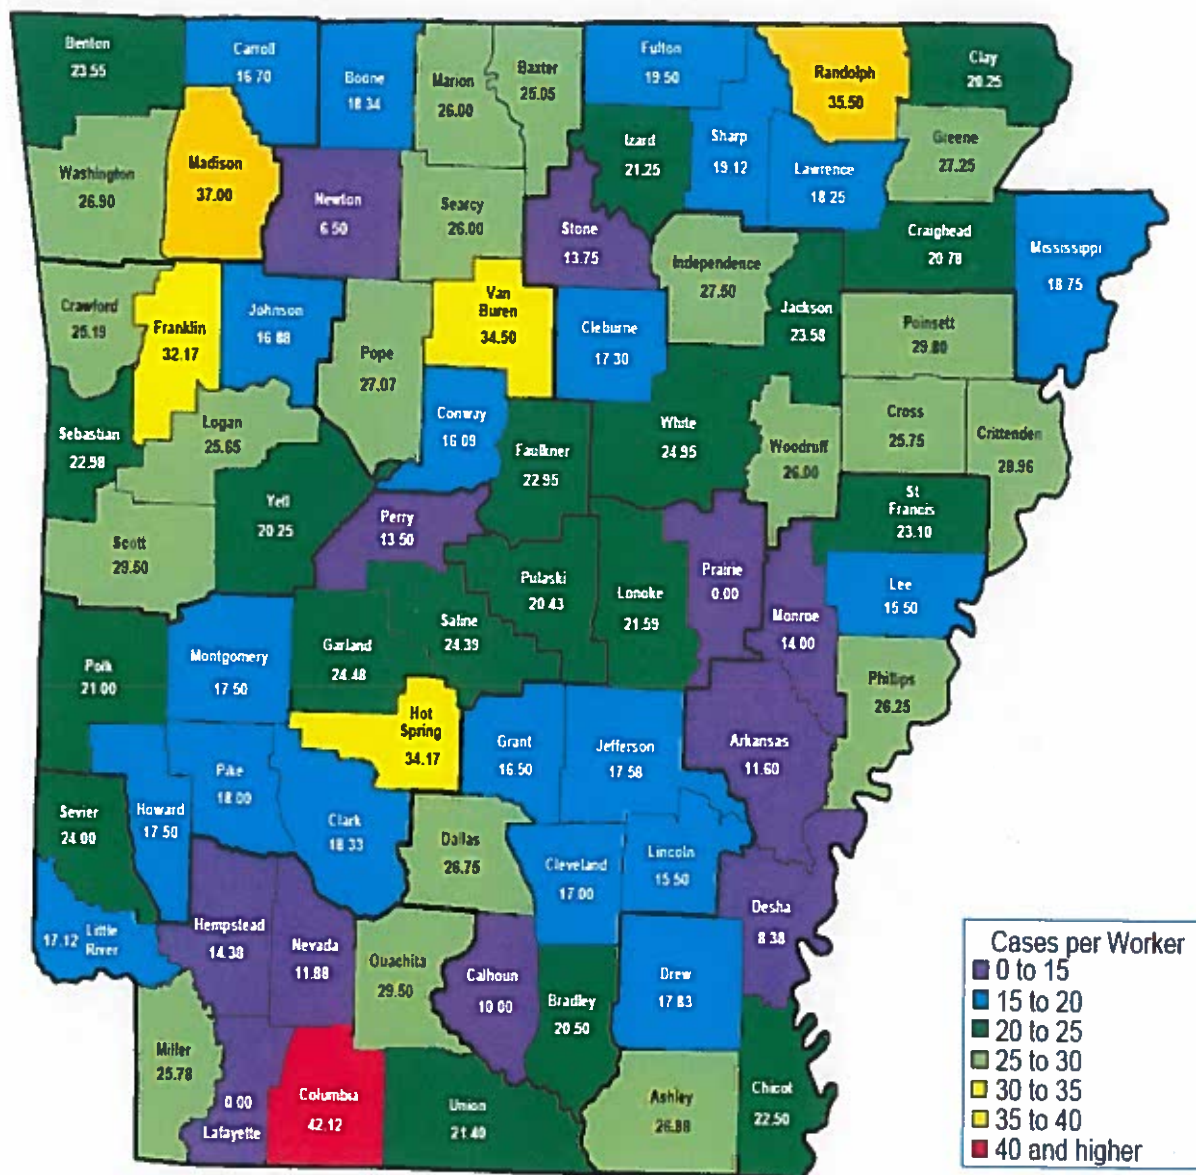 Benton
23.55
Carroll
16.70
Boone
18.34
Marion
26.00
Baxter
25.05
Fulton
19.50
Randolph
35.50
Clay
20.25
Washington
26.90
Madison
37.00
Newton
6.50
Searcy
26.00
Stone
13.75
Izard
21.25
Sharp
19.12
Lawrence
18.25
Greene
27.25
Craighead
20.78
Mississippi
18.75
Crawford
25.19
Franklin
32.17
Johnson
16.88
Pope
27.07
Van
Buren
34.50
Cleburne
17.30
Independence
27.50
Jackson
23.58
Poinsett
29.80
Sebastian
22.98
Logan
25.65
Conway
16.09
Faulkner
22.95
White
24.95
Woodruff
26.00
Cross
25.75
Crittenden
28.96
Scott
29.50
Yell
20.25
Perry
13.50
Pulaski
20.43
Lonoke
21.59
Prairie
0.00
Monroe
14.00
St
Francis
23.10
Lee
15.50
Polk
21.00
Montgomery
17.50
Garland
24.48
Saline
24.39
Hot
Spring
34.17
Grant
16.50
Jefferson
17.58
Arkansas
11.60
Phillips
26.25
Sevier
24.00
Howard
17.50
Pike
18.00
Clark
18.33
Dallas
26.75
Cleveland
17.00
Lincoln
15.50
Desha
8.38
17.12 Little
River
Hempstead
14.38
Nevada
11.88
Ouachita
29.50
Calhoun
10.00
Bradley
20.50
Drew
17.83
Miller
25.78
0.00
Lafayette
Columbia
42.12
Union
21.40
Ashley
26.88
Chicot
22.50
Cases per Worker
0 to 15
15 to 20
20 to 25
25 to 30
30 to 35
35 to 40
40 and higher